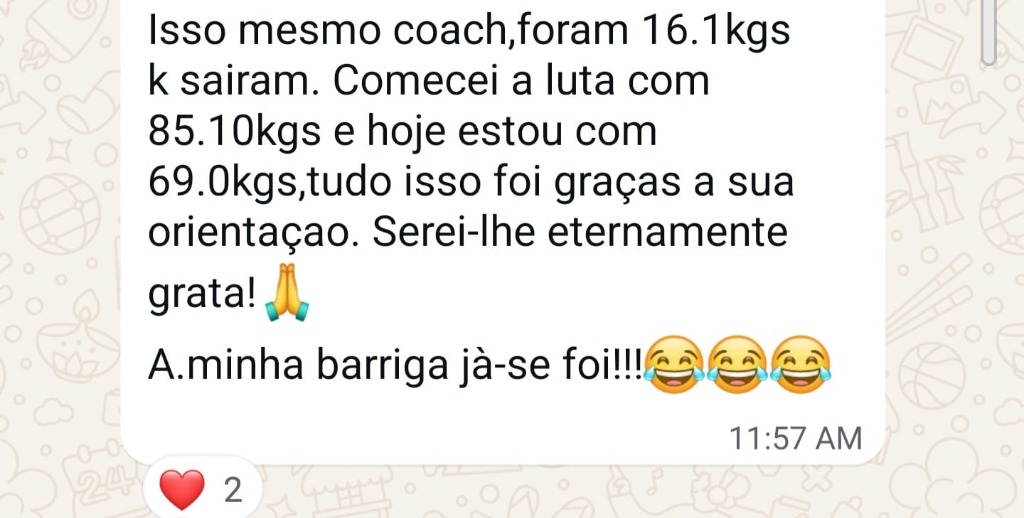 Isso mesmo coach,foram 16.1kgs
k sairam. Comecei a luta com
85.10kgs e hoje estou com
69.0kgs,tudo isso foi graças a sua
orientaçao. Serei-lhe eternamente
grata!🙏
A.minha barriga jà-se foi!!!😂😂😂
11:57 AM
❤️ 2
24